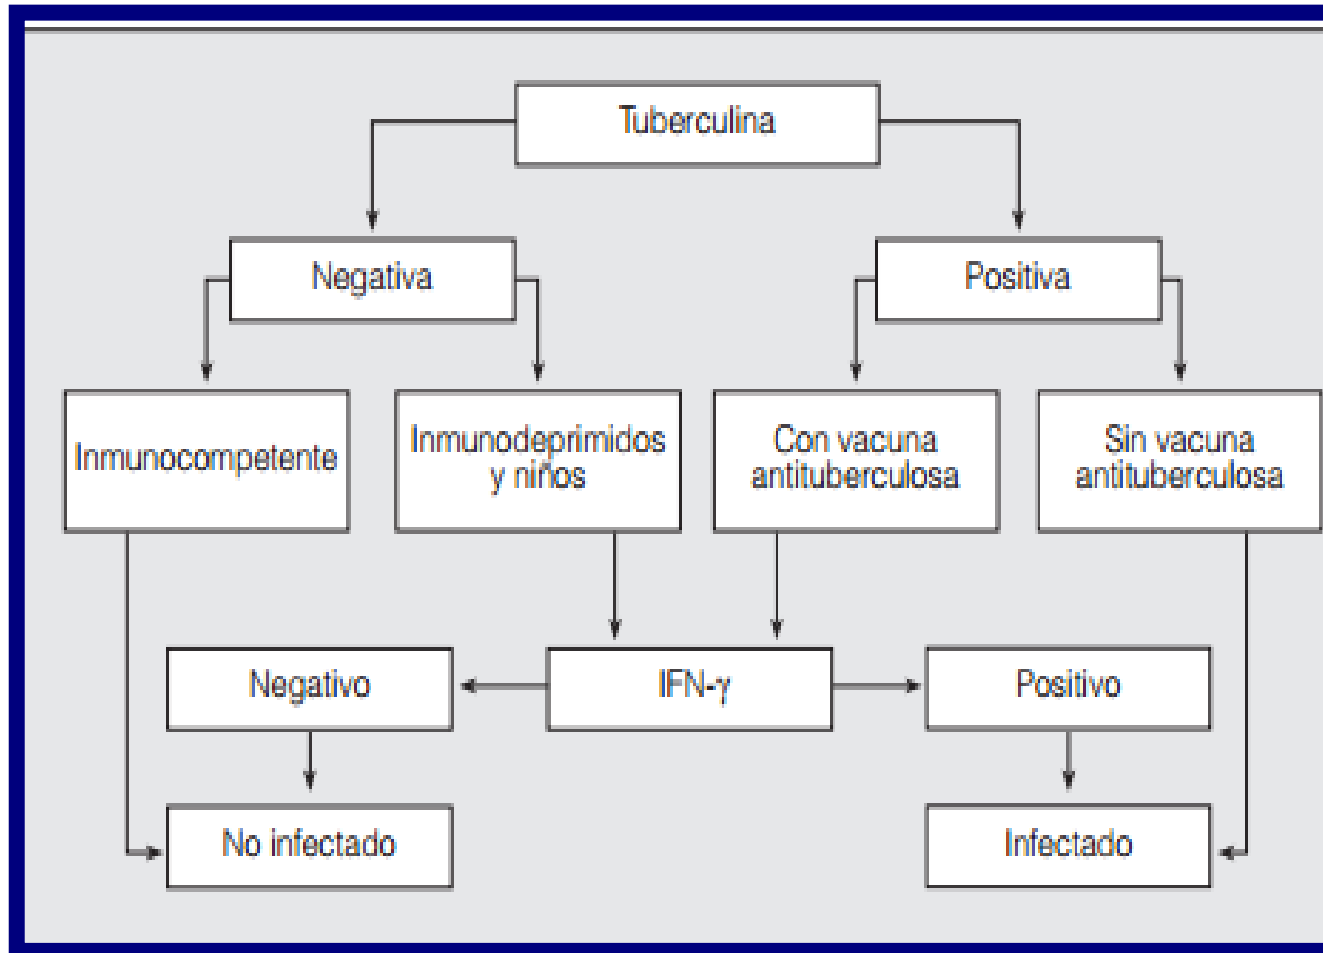 Tuberculina
Negativa
Positiva
Inmunocompetente
Inmunodeprimidos
y niños
Con vacuna
antituberculosa
Sin vacuna
antituberculosa
Negativo
IFN-γ
Positivo
No infectado
Infectado